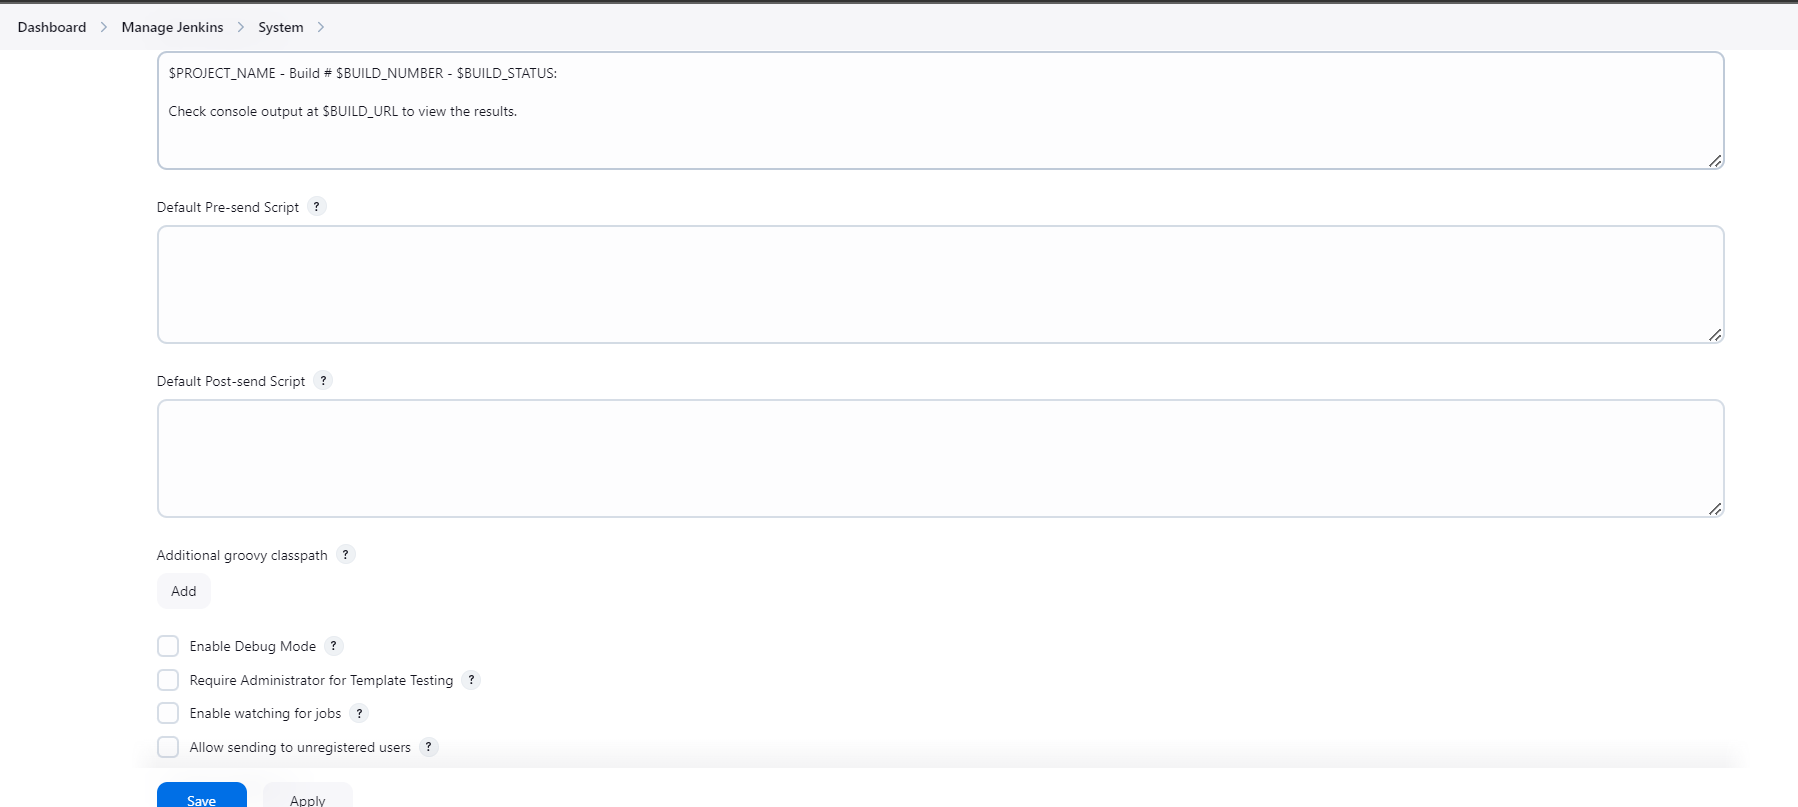 Dashboard > Manage Jenkins > System >
$PROJECT_NAME - Build # $BUILD_NUMBER - $BUILD_STATUS:
Check console output at $BUILD_URL to view the results.
Default Pre-send Script ?
Default Post-send Script ?
Additional groovy classpath ?
Add
Enable Debug Mode ?
Require Administrator for Template Testing ?
Enable watching for jobs ?
Allow sending to unregistered users ?
Save Apply